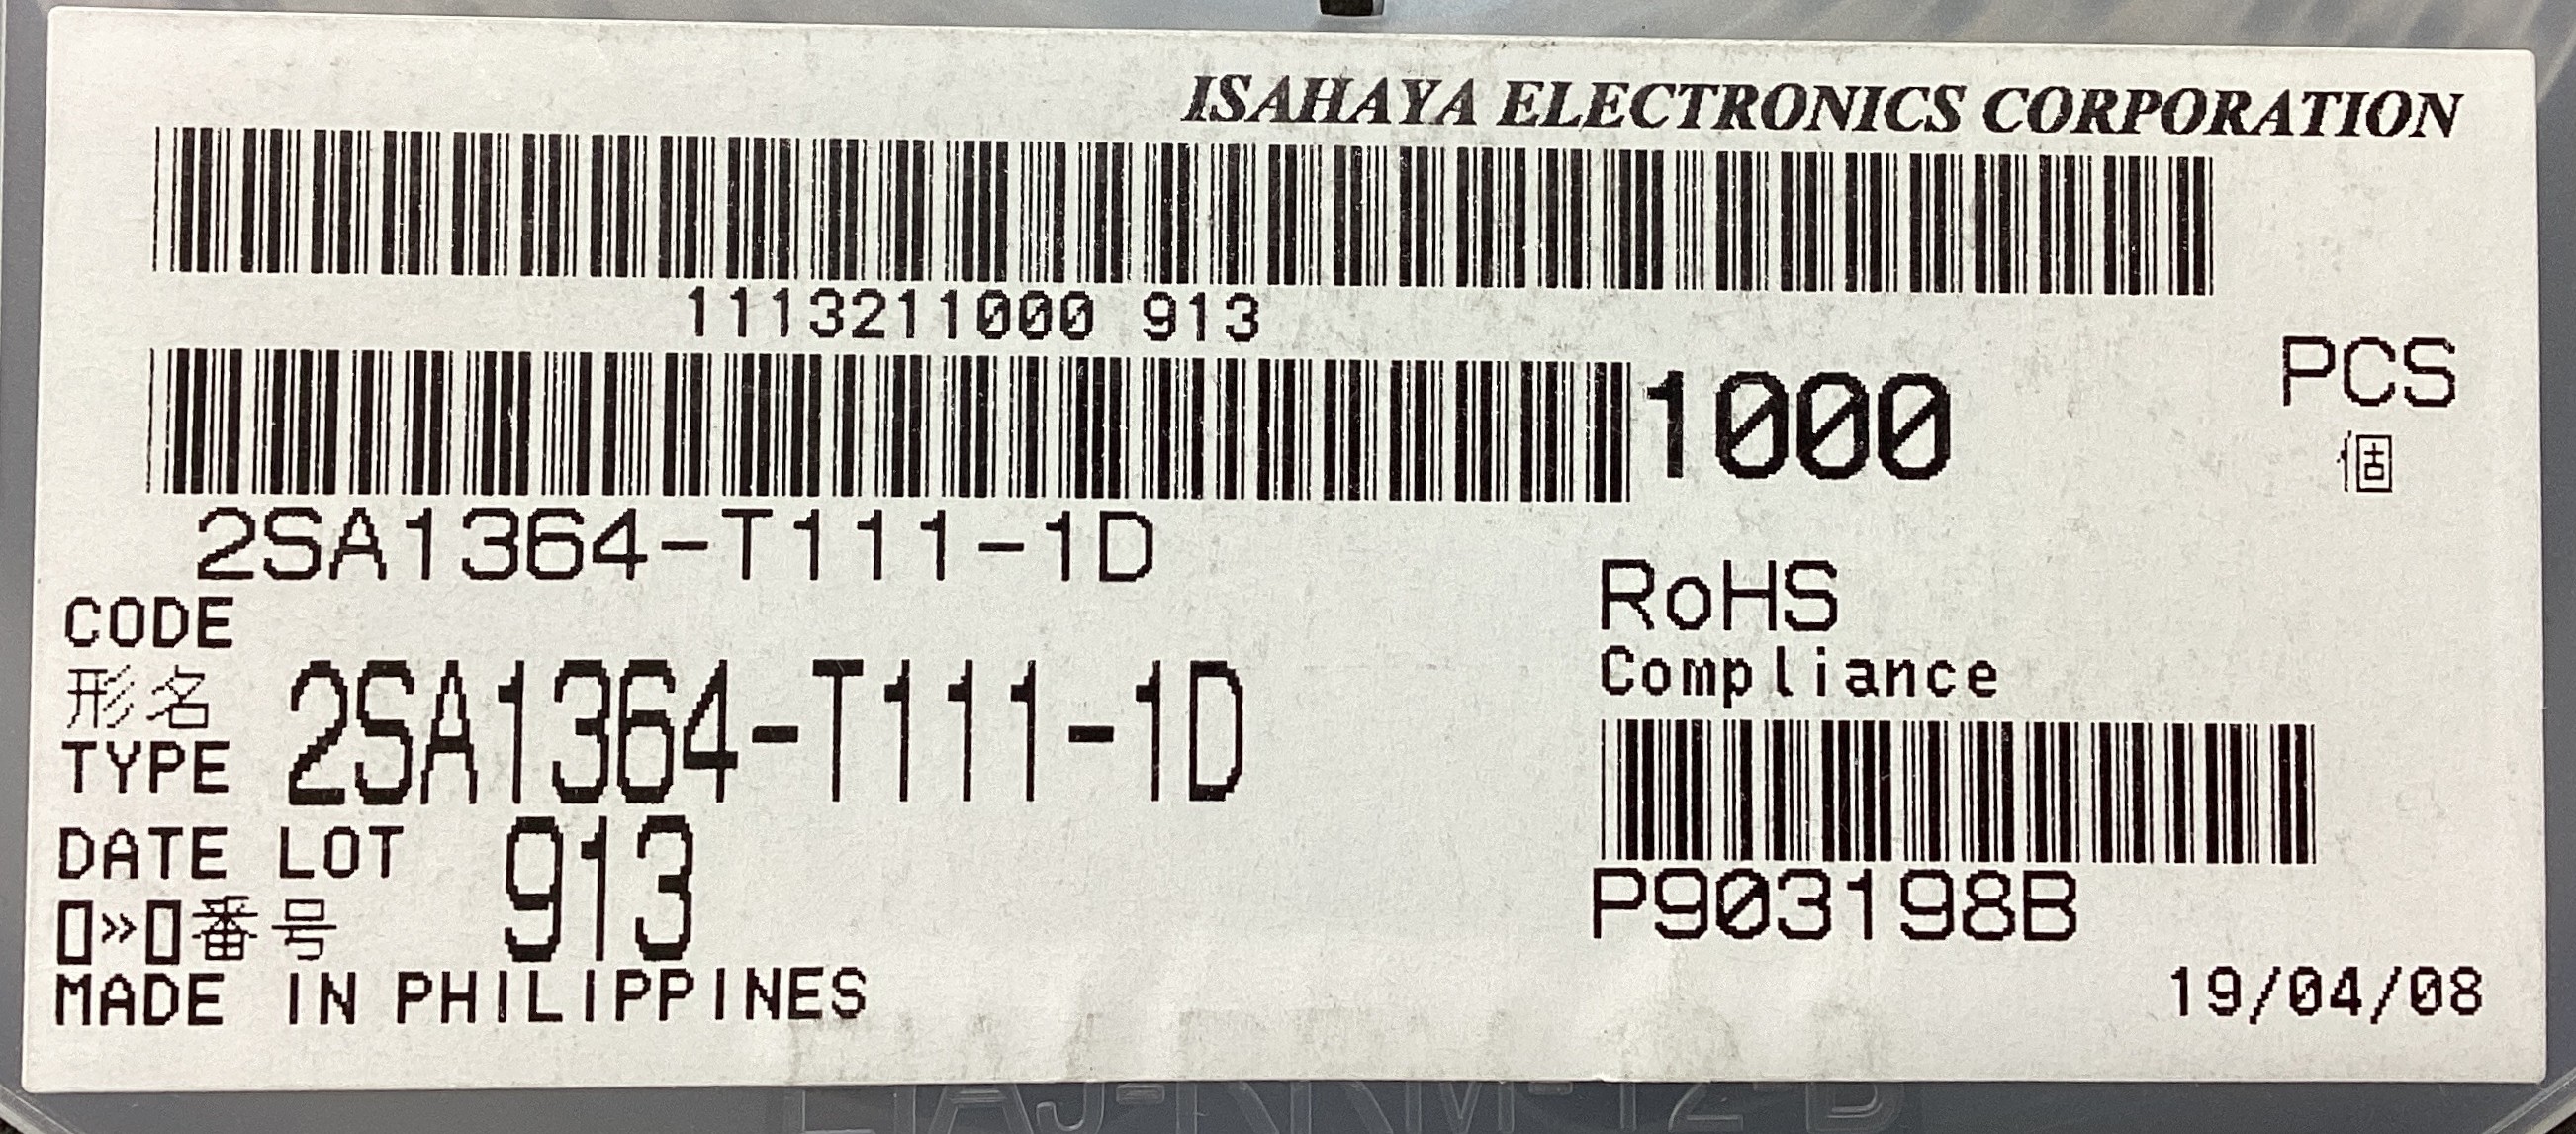 ISAHAYA ELECTRONICS CORPORATION
1113211000 913
1000 PCS
個
2SA1364-T111-1D
CODE
RoHS
Compliance
形名
TYPE 2SA1364-T111-1D
DATE LOT 913
▯»▯番号
P903198B
MADE IN PHILIPPINES
19/04/08